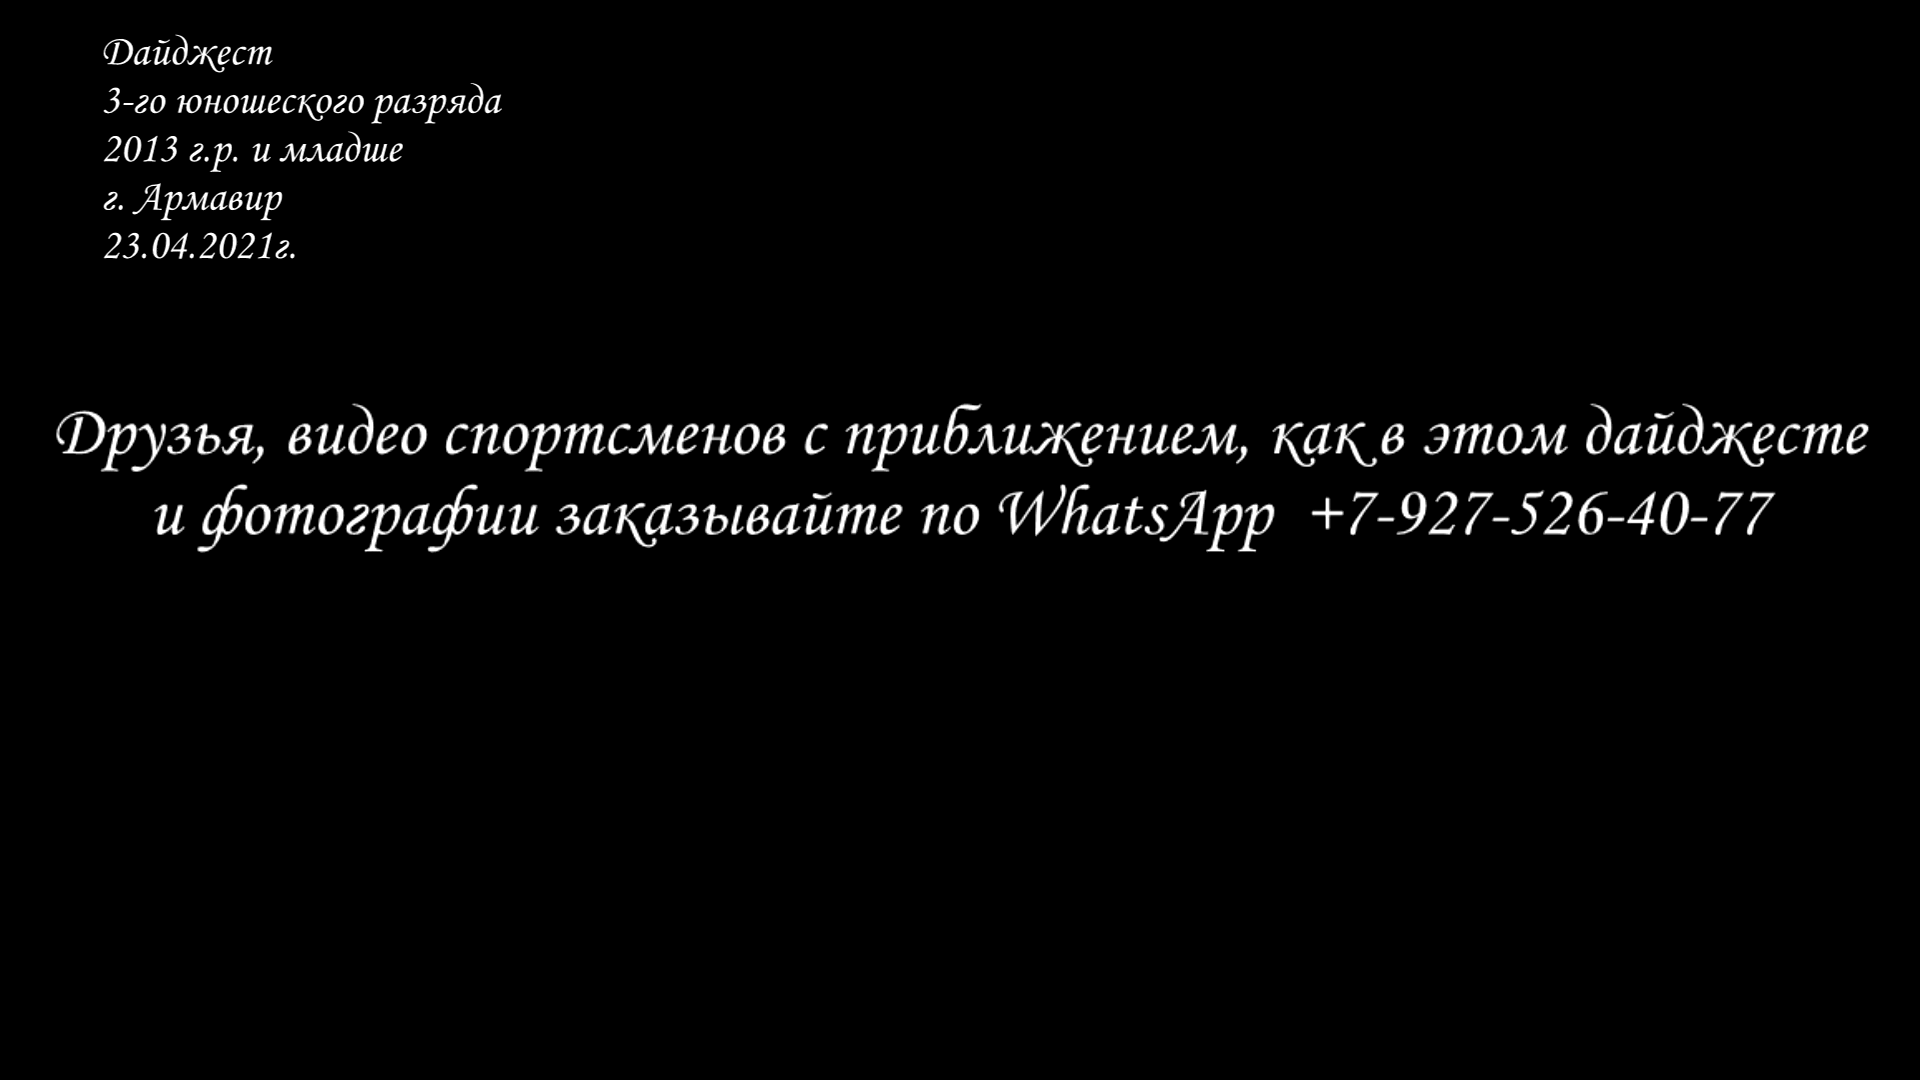 Дайджест
3-го юношеского разряда
2013 г.р. и младше
г. Армавир
23.04.2021г.
Друзья, видео спортсменов с приближением, как в этом дайджесте
и фотографии заказывайте по WhatsApp +7-927-526-40-77